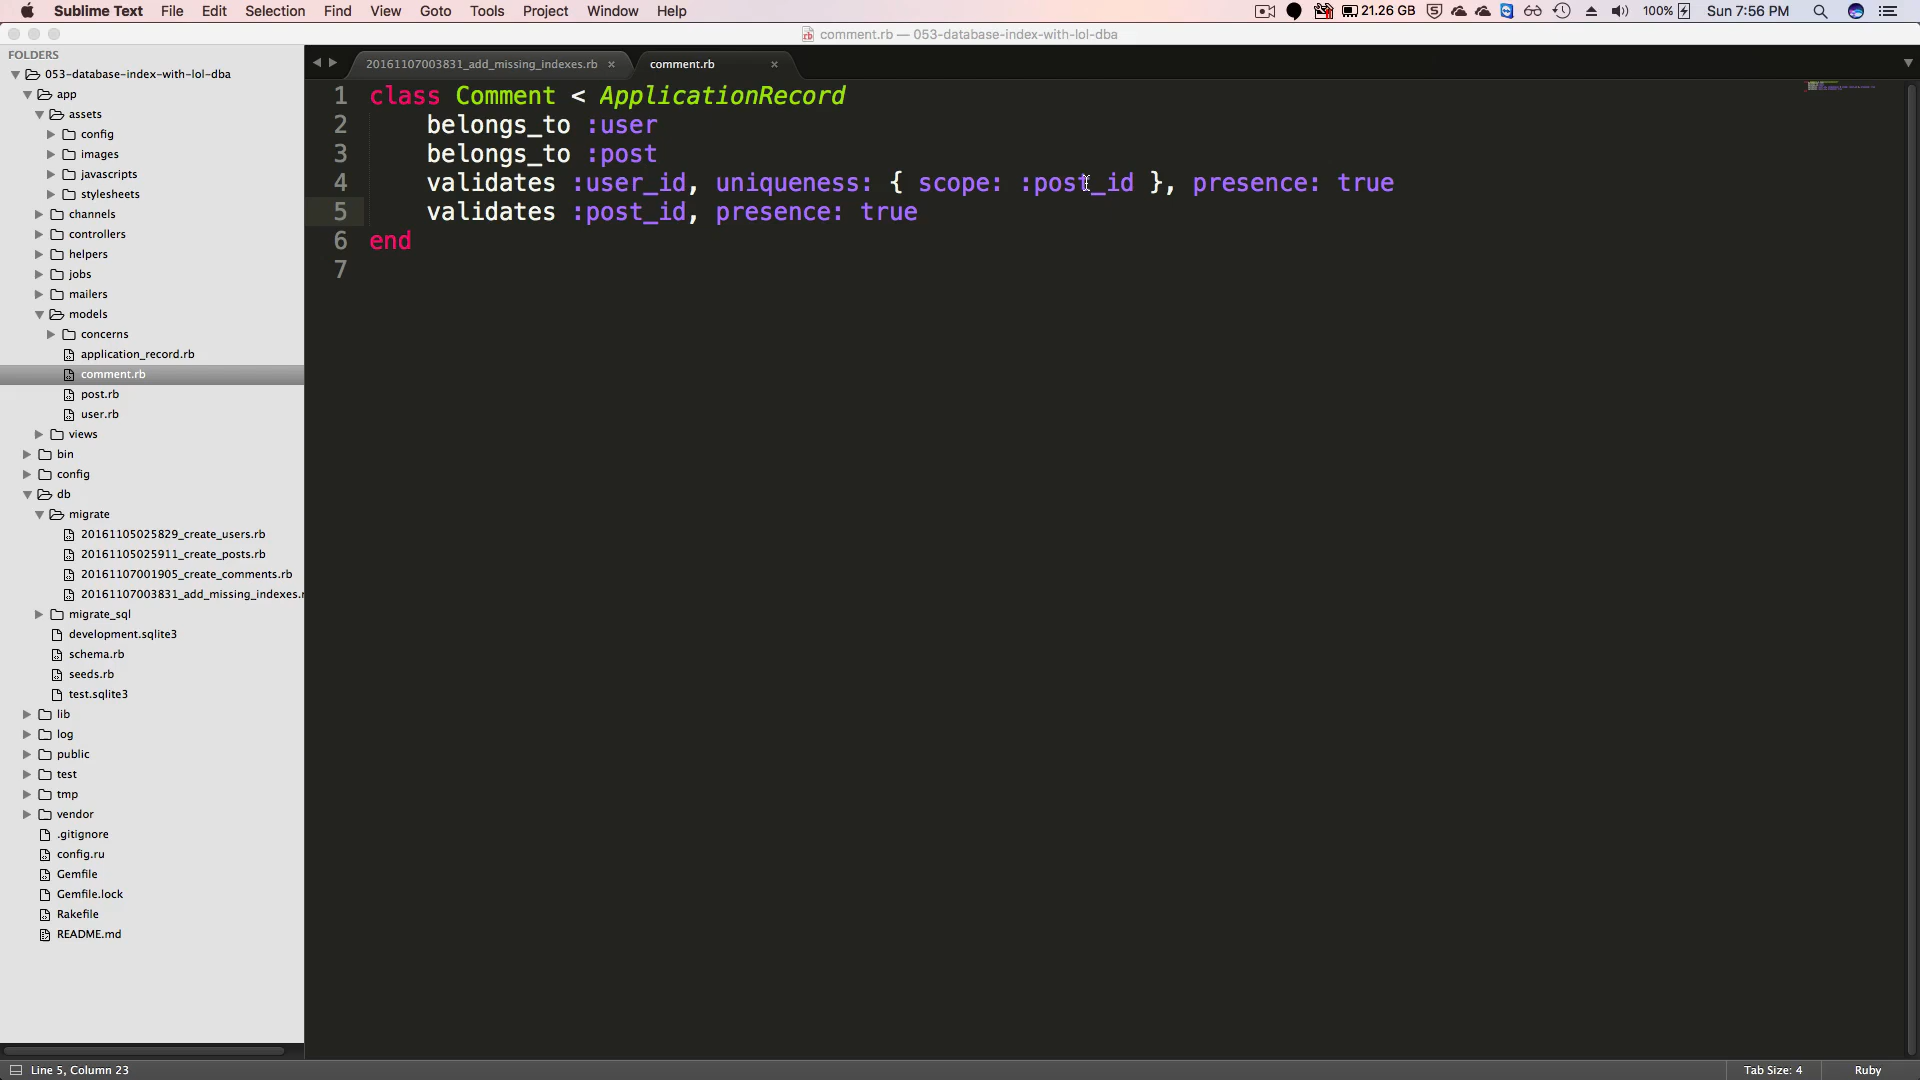 Sublime Text File Edit Selection Find View Goto Tools Project Window Help 21.26 GB 100% Sun 7:56 PM
comment.rb — 053-database-index-with-lol-dba
FOLDERS
053-database-index-with-lol-dba
app
assets
config
images
javascripts
stylesheets
channels
controllers
helpers
jobs
mailers
models
concerns
application_record.rb
comment.rb
post.rb
user.rb
views
bin
config
db
migrate
20161105025829_create_users.rb
20161105025911_create_posts.rb
20161107001905_create_comments.rb
20161107003831_add_missing_indexes.r
migrate_sql
development.sqlite3
schema.rb
seeds.rb
test.sqlite3
lib
log
public
test
tmp
vendor
.gitignore
config.ru
Gemfile
Gemfile.lock
Rakefile
README.md
20161107003831_add_missing_indexes.rb comment.rb
1 class Comment < ApplicationRecord
2 belongs_to :user
3 belongs_to :post
4 validates :user_id, uniqueness: { scope: :post_id }, presence: true
5 validates :post_id, presence: true
6 end
7
Line 5, Column 23 Tab Size: 4 Ruby